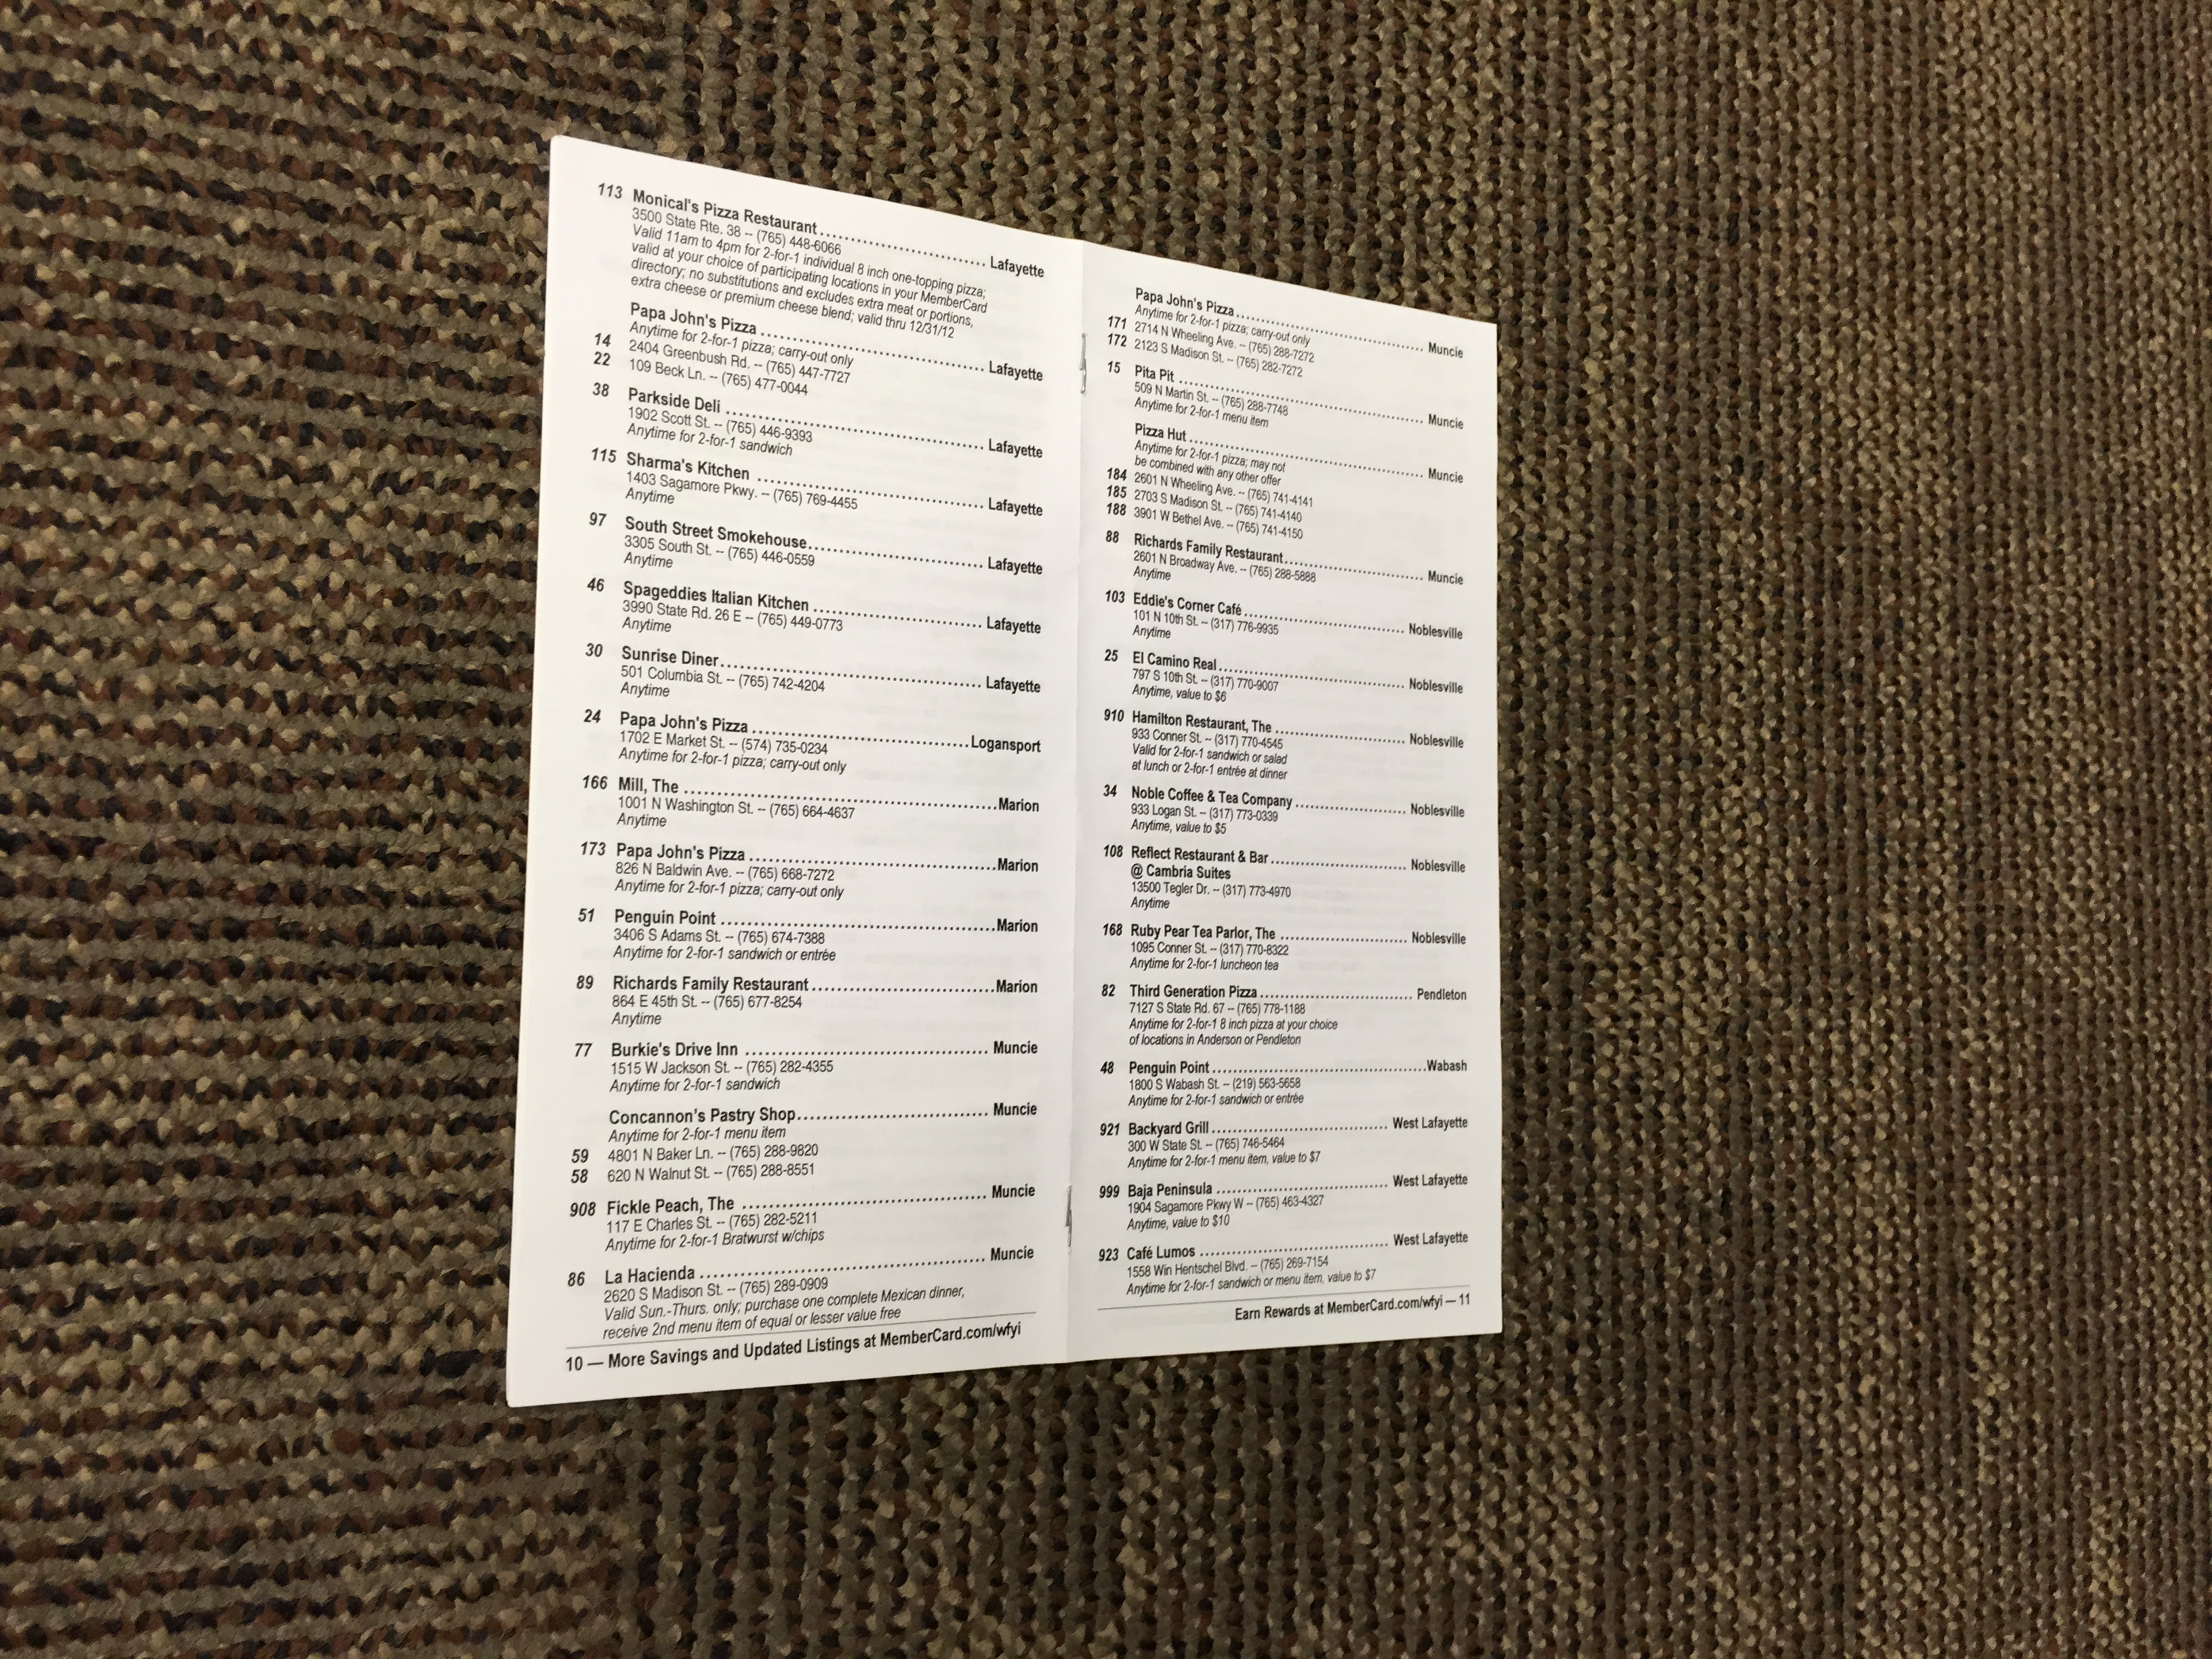 113 Monical's Pizza Restaurant .......... Lafayette
3500 State Rte. 38 -- (765) 448-6066
Valid 11am to 4pm for 2-for-1 individual 8 inch one-topping pizza;
valid at your choice of participating locations in your MemberCard
directory; no substitutions and excludes extra meat or portions,
extra cheese or premium cheese blend; valid thru 12/31/12
Papa John's Pizza .......... Lafayette
Anytime for 2-for-1 pizza; carry-out only
14 2404 Greenbush Rd. -- (765) 447-7727
22 109 Beck Ln. -- (765) 477-0044
38 Parkside Deli .......... Lafayette
1902 Scott St. -- (765) 446-9393
Anytime for 2-for-1 sandwich
115 Sharma's Kitchen .......... Lafayette
1403 Sagamore Pkwy -- (765) 769-4455
Anytime
97 South Street Smokehouse .......... Lafayette
3305 South St. -- (765) 446-0559
Anytime
46 Spageddies Italian Kitchen .......... Lafayette
3990 State Rd. 26 E -- (765) 449-0773
Anytime
30 Sunrise Diner .......... Lafayette
501 Columbia St. -- (765) 742-4204
Anytime
24 Papa John's Pizza .......... Logansport
1702 E Market St. -- (574) 735-0234
Anytime for 2-for-1 pizza; carry-out only
166 Mill, The .......... Marion
1001 N Washington St. -- (765) 664-4637
Anytime
173 Papa John's Pizza .......... Marion
826 N Baldwin Ave -- (765) 668-7272
Anytime for 2-for-1 pizza; carry-out only
51 Penguin Point .......... Marion
3406 S Adams St. -- (765) 674-7388
Anytime for 2-for-1 sandwich or entrée
89 Richards Family Restaurant .......... Marion
864 E 45th St. -- (765) 677-8254
Anytime
77 Burkie's Drive Inn .......... Muncie
1515 W Jackson St. -- (765) 282-4355
Anytime for 2-for-1 sandwich
Concannon's Pastry Shop .......... Muncie
Anytime for 2-for-1 menu item
59 4801 N Baker Ln. -- (765) 288-9820
58 620 N Walnut St. -- (765) 288-8551
908 Fickle Peach, The .......... Muncie
117 E Charles St. -- (765) 282-5211
Anytime for 2-for-1 Bratwurst w/chips
86 La Hacienda .......... Muncie
2620 S Madison St. -- (765) 289-0909
Valid Sun.-Thurs. only; purchase one complete Mexican dinner,
receive 2nd menu item of equal or lesser value free
10 — More Savings and Updated Listings at MemberCard.com/wfyi
Papa John's Pizza .......... Muncie
Anytime for 2-for-1 pizza; carry-out only
171 2714 N Wheeling Ave. -- (765) 288-7272
172 2123 S Madison St. -- (765) 282-7272
15 Pita Pit .......... Muncie
509 N Martin St. -- (765) 288-7748
Anytime for 2-for-1 menu item
Pizza Hut .......... Muncie
Anytime for 2-for-1 pizza; may not
be combined with any other offer
184 2601 N Wheeling Ave. -- (765) 741-4141
185 2703 S Madison St. -- (765) 741-4140
188 3901 W Bethel Ave. -- (765) 741-4150
88 Richards Family Restaurant .......... Muncie
2601 N Broadway Ave. -- (765) 288-5888
Anytime
103 Eddie's Corner Café .......... Noblesville
101 N 10th St. -- (317) 776-9935
Anytime
25 El Camino Real .......... Noblesville
797 S 10th St. -- (317) 770-9007
Anytime, value to $6
910 Hamilton Restaurant, The .......... Noblesville
933 Conner St. -- (317) 770-4545
Valid for 2-for-1 sandwich or salad
at lunch or 2-for-1 entrée at dinner
34 Noble Coffee & Tea Company .......... Noblesville
933 Logan St. -- (317) 773-0339
Anytime, value to $5
108 Reflect Restaurant & Bar .......... Noblesville
@ Cambria Suites
13500 Tegler Dr. -- (317) 773-4970
Anytime
168 Ruby Pear Tea Parlor, The .......... Noblesville
1095 Conner St. -- (317) 770-6322
Anytime for 2-for-1 luncheon tea
82 Third Generation Pizza .......... Pendleton
7127 S State Rd. 67 -- (765) 778-1188
Anytime for 2-for-1 8 inch pizza at your choice
of locations in Anderson or Pendleton
48 Penguin Point .......... Wabash
1800 S Wabash St. -- (219) 563-5658
Anytime for 2-for-1 sandwich or entrée
921 Backyard Grill .......... West Lafayette
300 W State St. -- (765) 746-5464
Anytime for 2-for-1 menu item, value to $7
999 Baja Peninsula .......... West Lafayette
1904 Sagamore Pkwy W -- (765) 463-4327
Anytime, value to $10
923 Café Lumos .......... West Lafayette
1558 Win Hentschel Blvd. -- (765) 269-7154
Anytime for 2-for-1 sandwich or menu item, value to $7
Earn Rewards at MemberCard.com/wfyi — 11